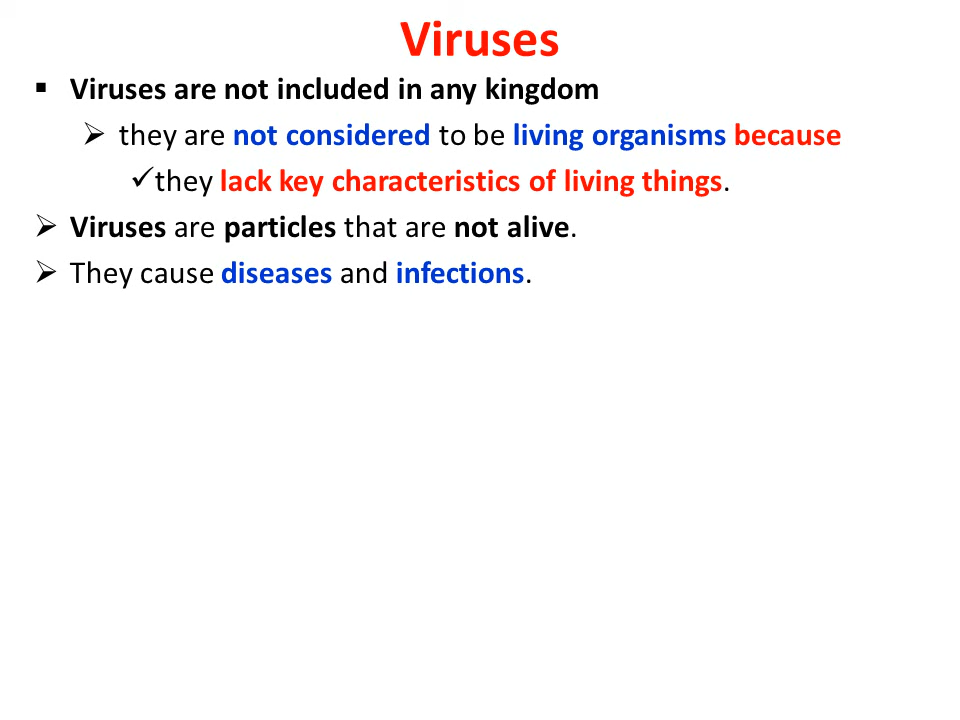 Viruses
▪ Viruses are not included in any kingdom
➢ they are not considered to be living organisms because
✓they lack key characteristics of living things.
➢ Viruses are particles that are not alive.
➢ They cause diseases and infections.